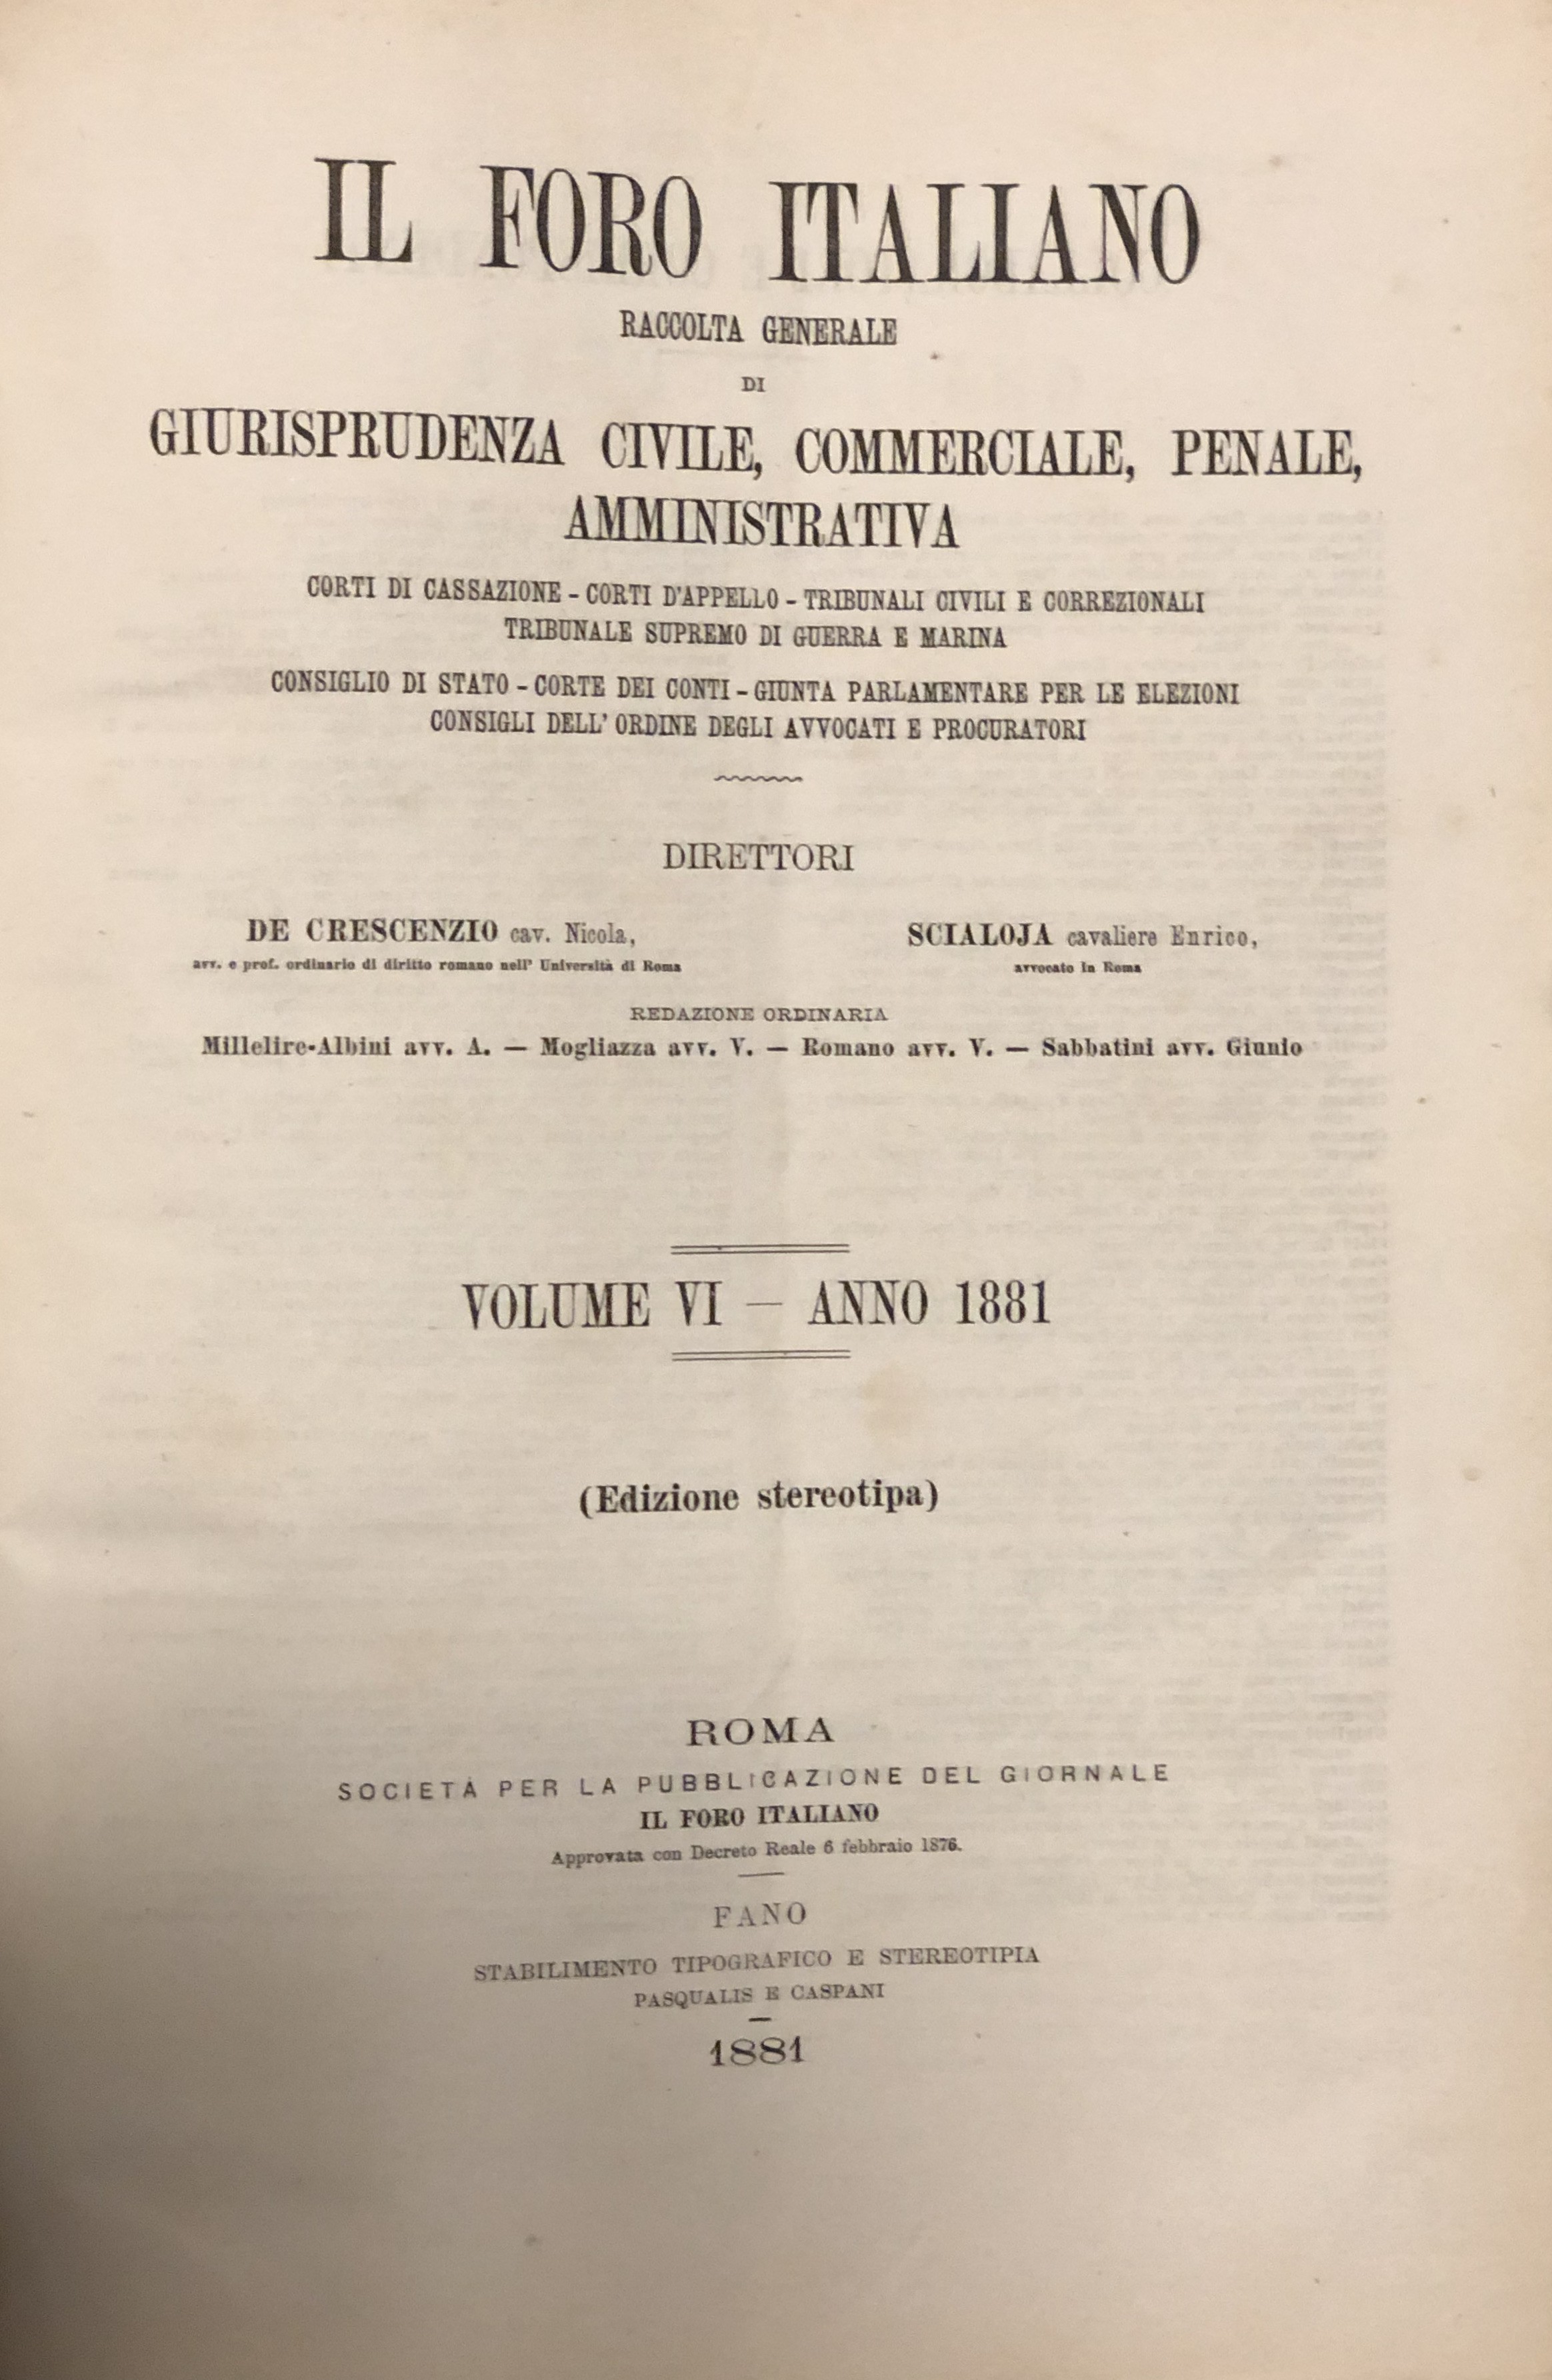 IL FORO ITALIANO
RACCOLTA GENERALE
DI
GIURISPRUDENZA CIVILE, COMMERCIALE, PENALE,
AMMINISTRATIVA
CORTI DI CASSAZIONE - CORTI D'APPELLO - TRIBUNALI CIVILI E CORREZIONALI
TRIBUNALE SUPREMO DI GUERRA E MARINA
CONSIGLIO DI STATO - CORTE DEI CONTI - GIUNTA PARLAMENTARE PER LE ELEZIONI
CONSIGLI DELL' ORDINE DEGLI AVVOCATI E PROCURATORI
DIRETTORI
DE CRESCENZIO cav. Nicola,
avv. e prof. ordinario di diritto romano nell' Università di Roma
SCIALOJA cavaliere Enrico,
avvocato in Roma
REDAZIONE ORDINARIA
Millelire-Albini avv. A. — Mogliazza avv. V. — Romano avv. V. — Sabbatini avv. Giunio
VOLUME VI — ANNO 1881
(Edizione stereotipa)
ROMA
SOCIETÀ PER LA PUBBLICAZIONE DEL GIORNALE
IL FORO ITALIANO
Approvata con Decreto Reale 6 febbraio 1876.
FANO
STABILIMENTO TIPOGRAFICO E STEREOTIPIA
PASQUALIS E CASPANI
1881